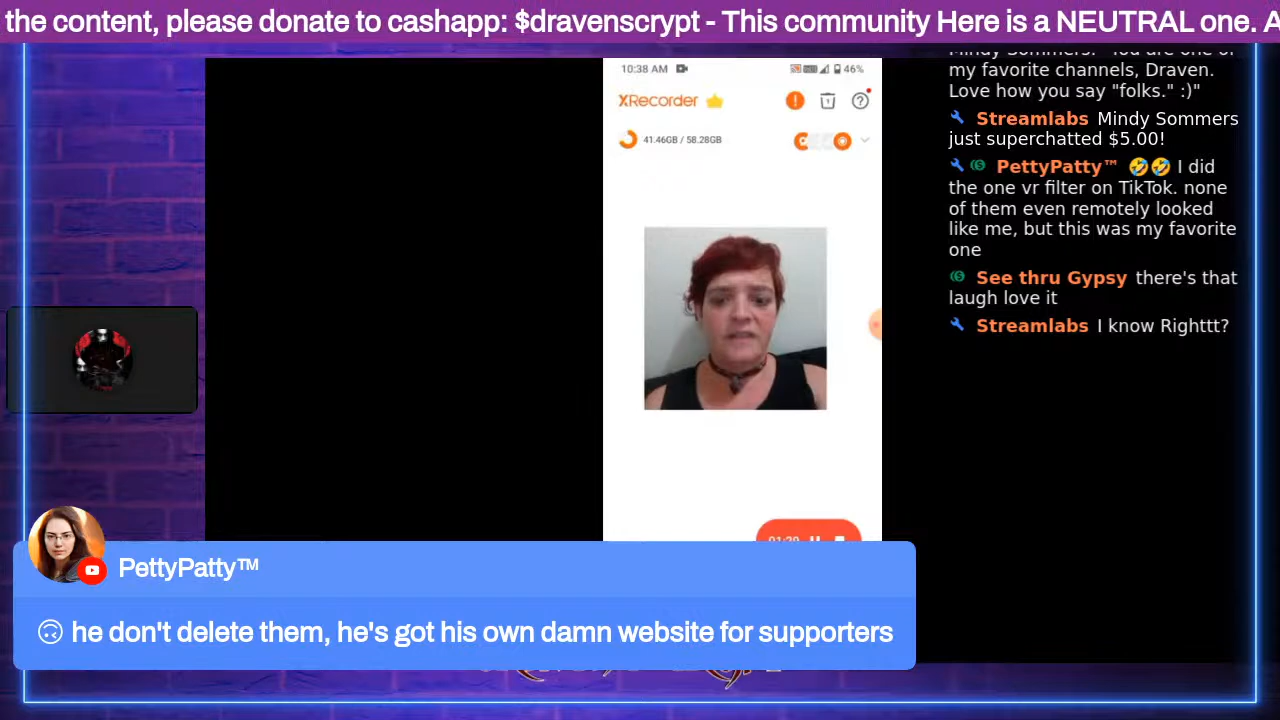 the content, please donate to cashapp: $dravenscrypt - This community Here is a NEUTRAL one. A
my favorite channels, Draven.
Love how you say "folks." :)"
Streamlabs Mindy Sommers
just superchatted $5.00!
PettyPatty™ 🤣🤣 I did
the one vr filter on TikTok. none
of them even remotely looked
like me, but this was my favorite
one
See thru Gypsy there's that
laugh love it
Streamlabs I know Righttt?
10:38 AM 46%
XRecorder
41.46GB / 58.28GB
PettyPatty™
🙃 he don't delete them, he's got his own damn website for supporters